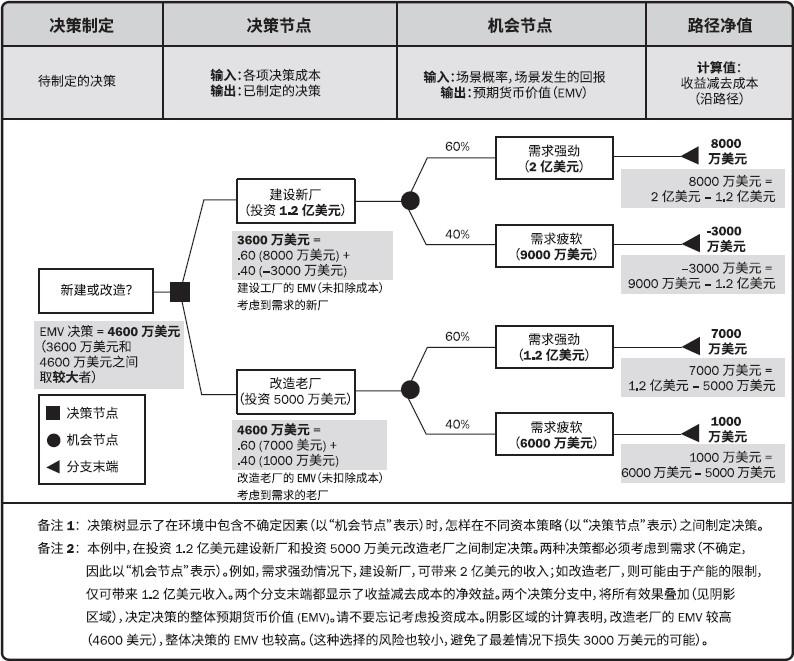 决策制定
决策节点
机会节点
路径净值
待制定的决策
输入：各项决策成本
输出：已制定的决策
输入：场景概率，场景发生的回报
输出：预期货币价值（EMV）
计算值：
收益减去成本
（沿路径）
新建或改造？
EMV 决策 = 4600 万美元
（3600 万美元和
4600 万美元之间
取较大者）
决策节点
机会节点
分支末端
建设新厂
（投资 1.2 亿美元）
3600 万美元 =
.60 (8000 万美元) +
.40 (−3000 万美元)
建设工厂的 EMV（未扣除成本）
考虑到需求的新厂
改造老厂
（投资 5000 万美元）
4600 万美元 =
.60 (7000 美元) +
.40 (1000 万美元)
改造老厂的 EMV（未扣除成本）
考虑到需求的老厂
60%
需求强劲
（2 亿美元）
8000
万美元
8000 万美元 =
2 亿美元 – 1.2 亿美元
40%
需求疲软
（9000 万美元）
-3000
万美元
–3000 万美元 =
9000 万美元 – 1.2 亿美元
60%
需求强劲
（1.2 亿美元）
7000
万美元
7000 万美元 =
1.2 亿美元 – 5000 万美元
40%
需求疲软
（6000 万美元）
1000
万美元
1000 万美元 =
6000 万美元 – 5000 万美元
备注 1：决策树显示了在环境中包含不确定因素（以“机会节点”表示）时，怎样在不同资本策略（以“决策节点”表示）之间制定决策。
备注 2：本例中，在投资 1.2 亿美元建设新厂和投资 5000 万美元改造老厂之间制定决策。两种决策都必须考虑到需求（不确定，
因此以“机会节点”表示）。例如，需求强劲情况下，建设新厂，可带来 2 亿美元的收入；如改造老厂，则可能由于产能的限制，
仅可带来 1.2 亿美元收入。两个分支末端都显示了收益减去成本的净效益。两个决策分支中，将所有效果叠加（见阴影
区域），决定决策的整体预期货币价值 (EMV)。请不要忘记考虑投资成本。阴影区域的计算表明，改造老厂的 EMV 较高
（4600 美元），整体决策的 EMV 也较高。（这种选择的风险也较小，避免了最差情况下损失 3000 万美元的可能）。